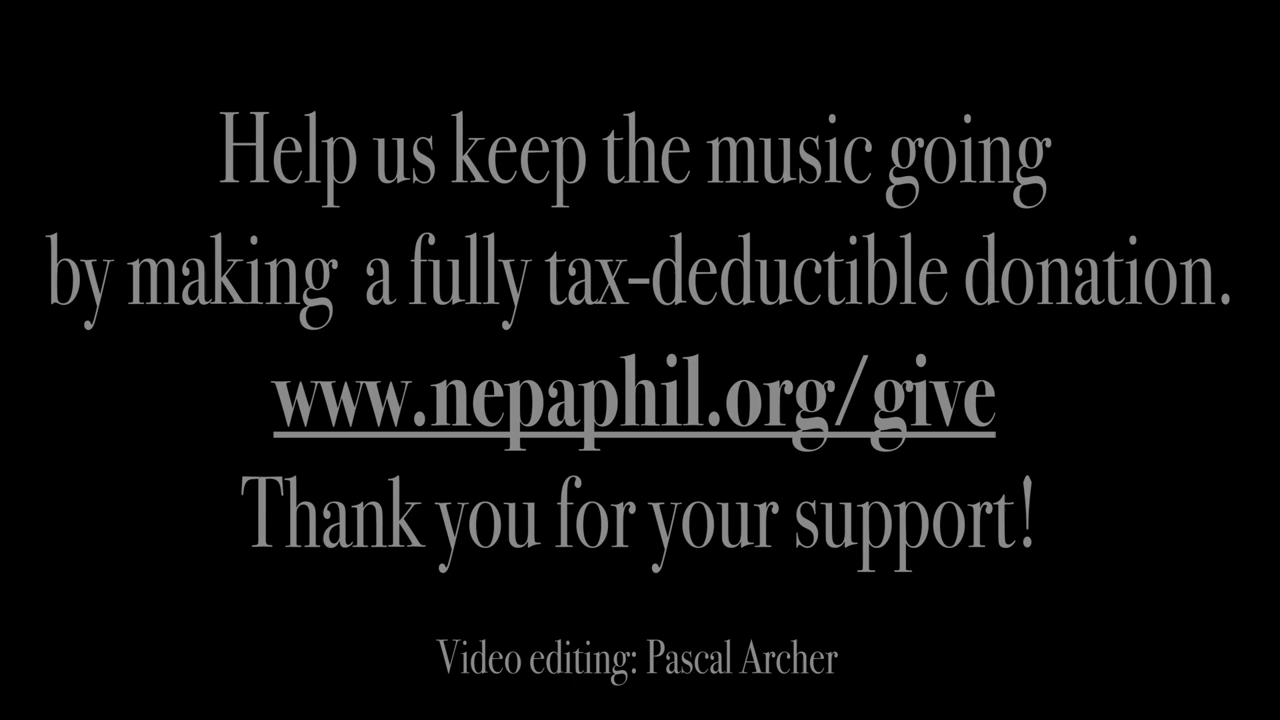 Help us keep the music going
by making  a fully tax-deductible donation.
www.nepaphil.org/give
Thank you for your support!
Video editing: Pascal Archer